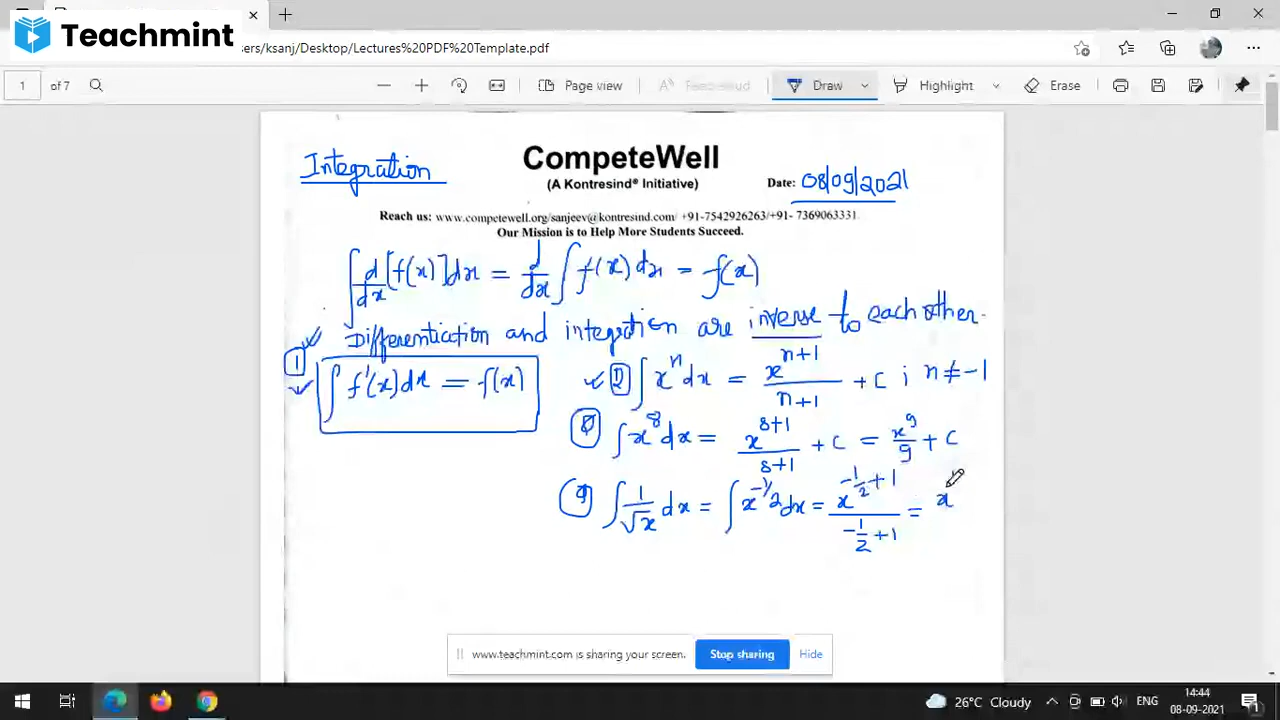 Teachmint
sers/ksanj/Desktop/Lectures%20PDF%20Template.pdf
1 of 7 Page view Read aloud Draw Highlight Erase
Integration
CompeteWell
(A Kontresind® Initiative)
Date: 08/09/2021
Reach us: www.competewell.org/sanjeev@kontresind.com/ +91-7542926263/+91- 7369063331
Our Mission is to Help More Students Succeed.
∫ d/dx [f(x)] dx = d/dx ∫ f(x) dx = f(x)
Differentiation and integration are inverse to each other.
1 ∫ f'(x) dx = f(x)
2 ∫ x^n dx = x^(n+1)/(n+1) + c ; n ≠ -1
∫ x^8 dx = x^(8+1)/(8+1) + c = x^9/9 + c
∫ 1/√x dx = ∫ x^(-1/2) dx = x^(-1/2+1)/(-1/2+1) = x
www.teachmint.com is sharing your screen. Stop sharing Hide
26°C Cloudy ENG 14:44
08-09-2021